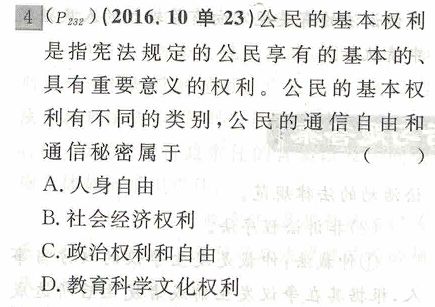 4 (P₂₃₂)(2016.10 单 23)公民的基本权利
是指宪法规定的公民享有的基本的、
具有重要意义的权利。公民的基本权
利有不同的类别,公民的通信自由和
通信秘密属于 ( )
A. 人身自由
B. 社会经济权利
C. 政治权利和自由
D. 教育科学文化权利